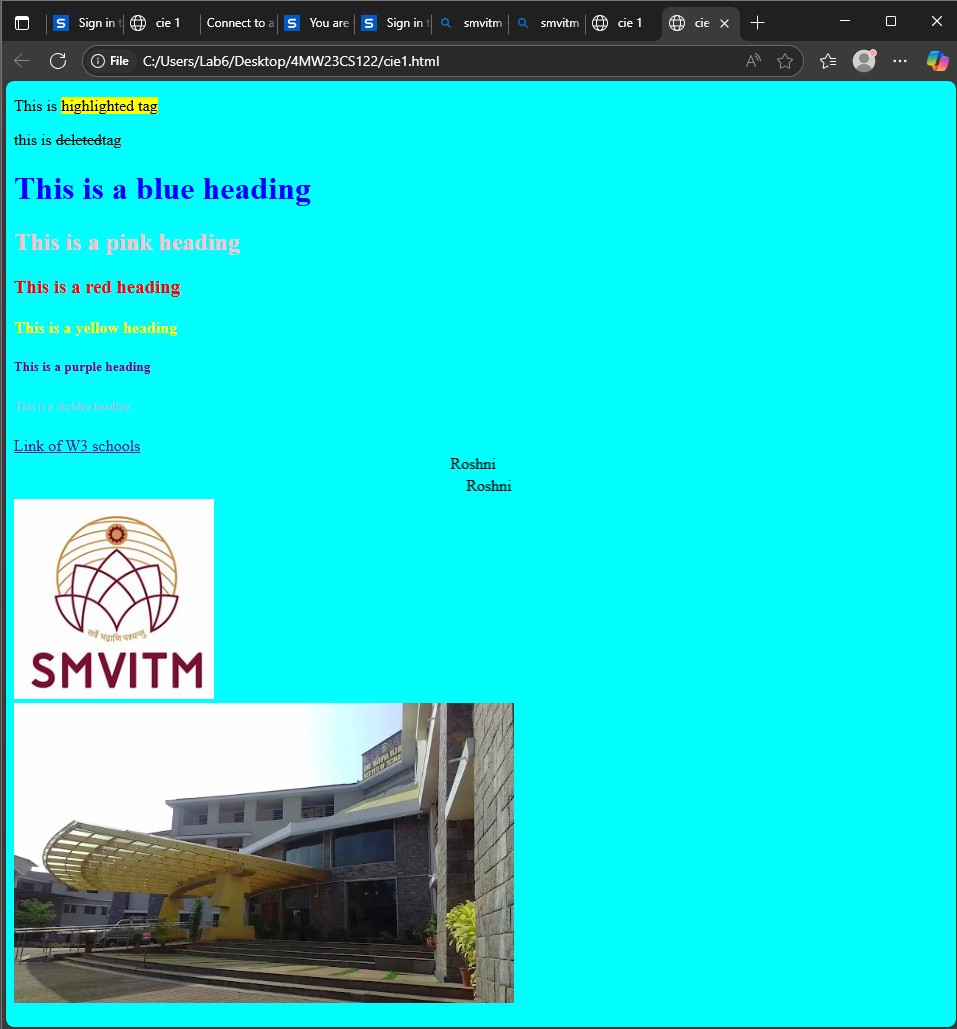 Sign in t
cie 1
Connect to a
You are
Sign in t
smvitm
smvitm
cie 1
cie
File
C:/Users/Lab6/Desktop/4MW23CS122/cie1.html
This is highlighted tag
this is deletedtag
This is a blue heading
This is a pink heading
This is a red heading
This is a yellow heading
This is a purple heading
This is a skyblue heading
Link of W3 schools
Roshni
Roshni
सर्वे भद्राणि पश्यन्तु
SMVITM